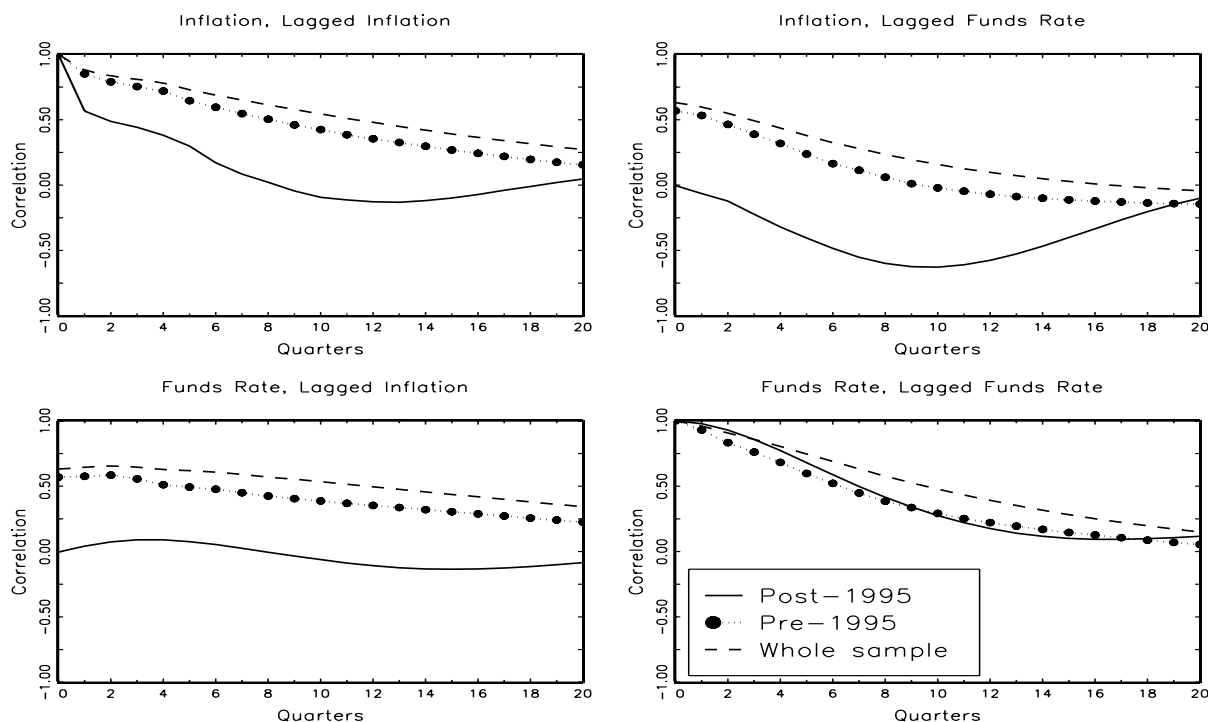 Inflation, Lagged Inflation
Correlation
1.00
0.50
0.00
−0.50
−1.00
0 2 4 6 8 10 12 14 16 18 20
Quarters
Inflation, Lagged Funds Rate
Correlation
1.00
0.50
0.00
−0.50
−1.00
0 2 4 6 8 10 12 14 16 18 20
Quarters
Funds Rate, Lagged Inflation
Correlation
1.00
0.50
0.00
−0.50
−1.00
0 2 4 6 8 10 12 14 16 18 20
Quarters
Funds Rate, Lagged Funds Rate
Correlation
1.00
0.50
0.00
−0.50
−1.00
Post−1995
Pre−1995
Whole sample
0 2 4 6 8 10 12 14 16 18 20
Quarters